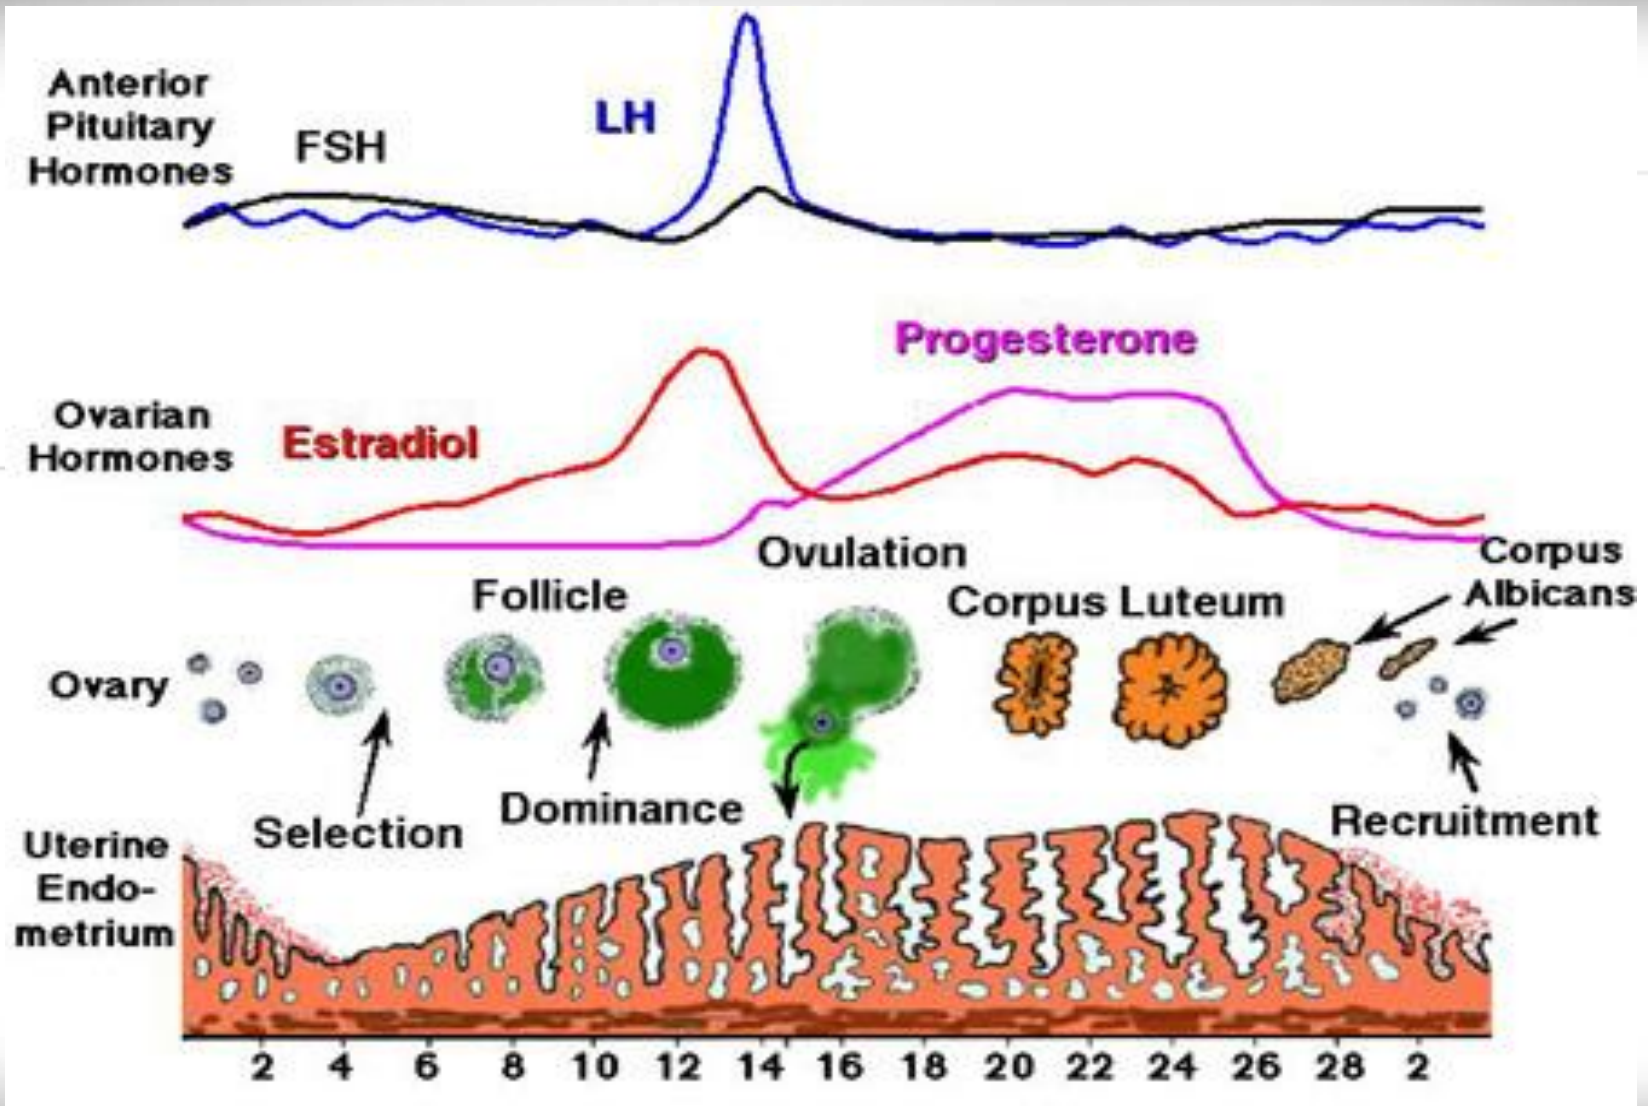 Anterior
Pituitary
Hormones
FSH
LH
Progesterone
Ovarian
Hormones
Estradiol
Ovulation
Corpus
Albicans
Follicle
Corpus Luteum
Ovary
Selection
Dominance
Recruitment
Uterine
Endo-
metrium
2 4 6 8 10 12 14 16 18 20 22 24 26 28 2